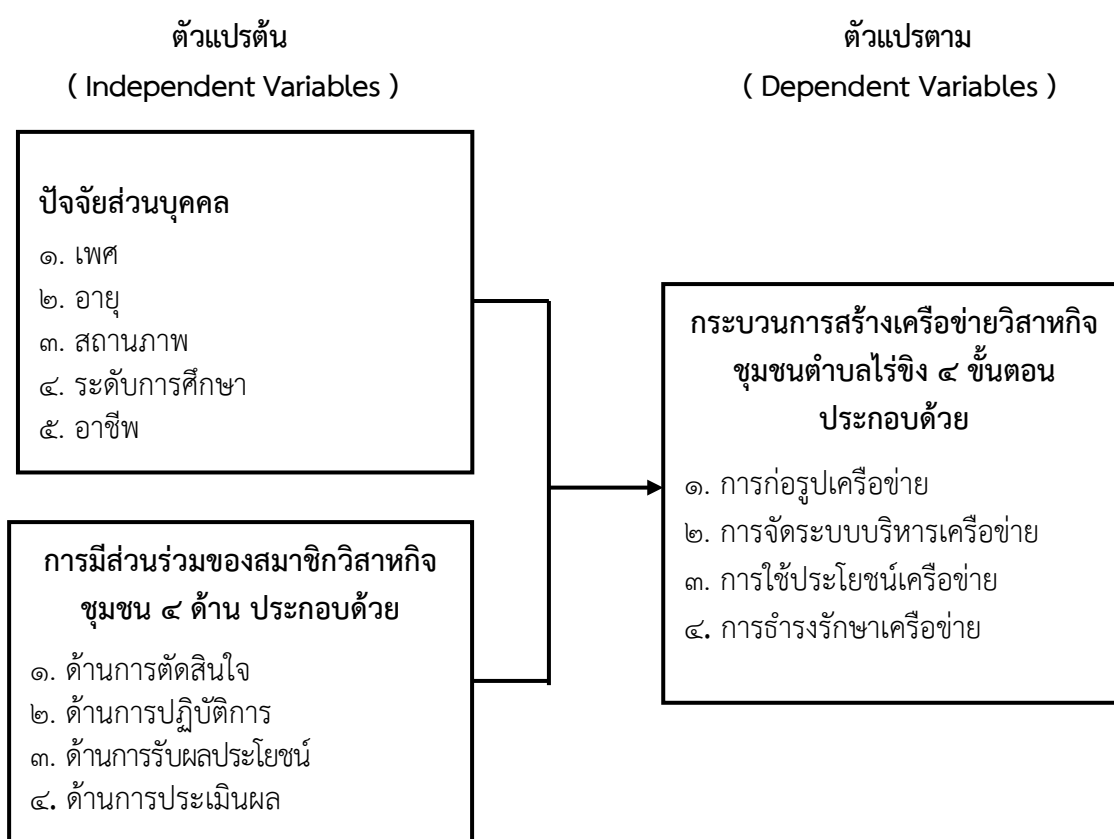 ตัวแปรต้น
( Independent Variables )
ปัจจัยส่วนบุคคล
๑. เพศ
๒. อายุ
๓. สถานภาพ
๔. ระดับการศึกษา
๕. อาชีพ
การมีส่วนร่วมของสมาชิกวิสาหกิจ
ชุมชน ๔ ด้าน ประกอบด้วย
๑. ด้านการตัดสินใจ
๒. ด้านการปฏิบัติการ
๓. ด้านการรับผลประโยชน์
๔. ด้านการประเมินผล
ตัวแปรตาม
( Dependent Variables )
กระบวนการสร้างเครือข่ายวิสาหกิจ
ชุมชนตำบลไร่ขิง ๔ ขั้นตอน
ประกอบด้วย
๑. การก่อรูปเครือข่าย
๒. การจัดระบบบริหารเครือข่าย
๓. การใช้ประโยชน์เครือข่าย
๔. การธำรงรักษาเครือข่าย